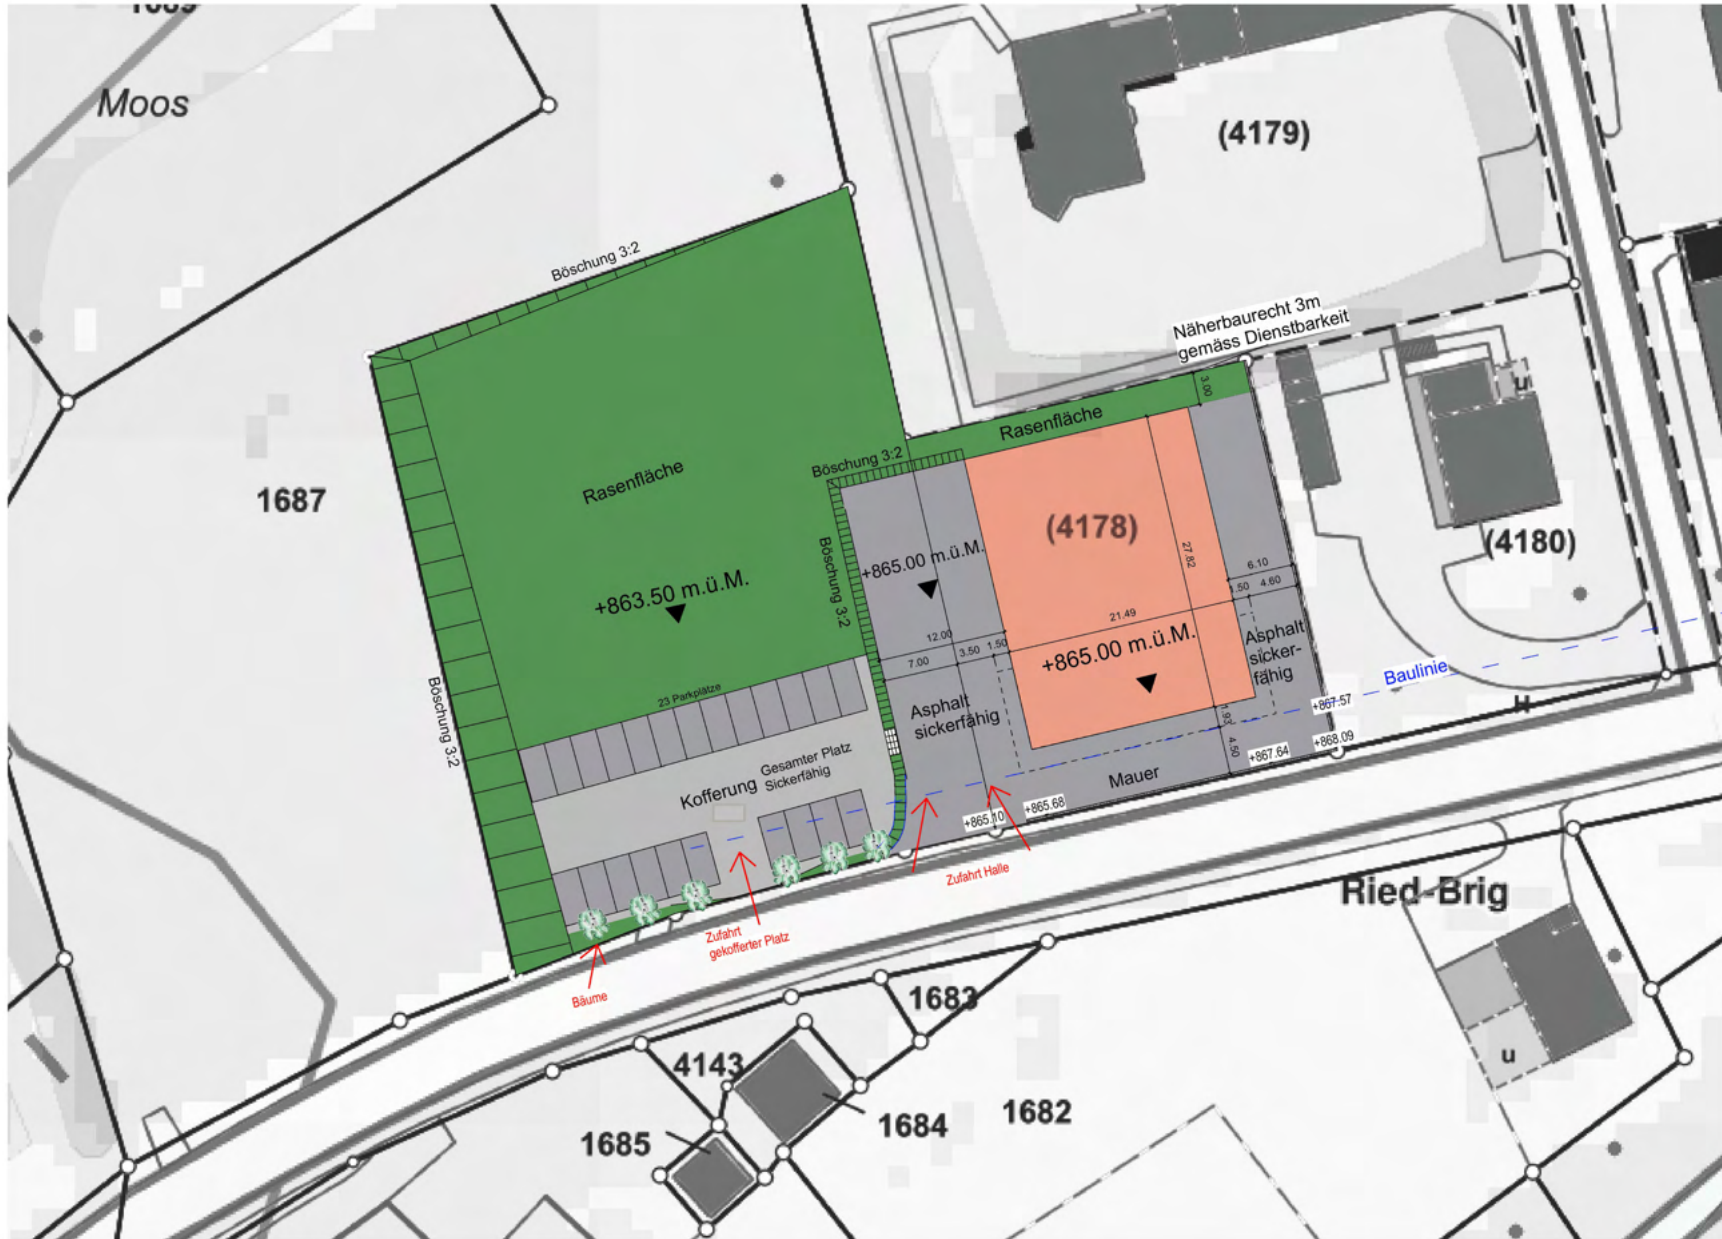 1689
Moos
(4179)
Böschung 3:2
Näherbaurecht 3m
gemäss Dienstbarkeit
3.00
u
Rasenfläche
Böschung 3:2
Rasenfläche
1687
(4178)
(4180)
+865.00 m.ü.M.
27.82
Böschung 3:2
+863.50 m.ü.M.
6.10
1.50 4.60
21.49
12.00
7.00 3.50 1.50
+865.00 m.ü.M.
Asphalt
sicker-
fähig
Baulinie
23 Parkplätze
Böschung 3:2
Asphalt
sickerfähig
1.93
4.50
+867.57
H
+868.09
+867.64
Gesamter Platz
Sickerfähig
Kofferung
Mauer
+865.68
+865.10
Zufahrt Halle
Ried-Brig
Zufahrt
gekofferter Platz
Bäume
1683
4143
u
1684
1682
1685